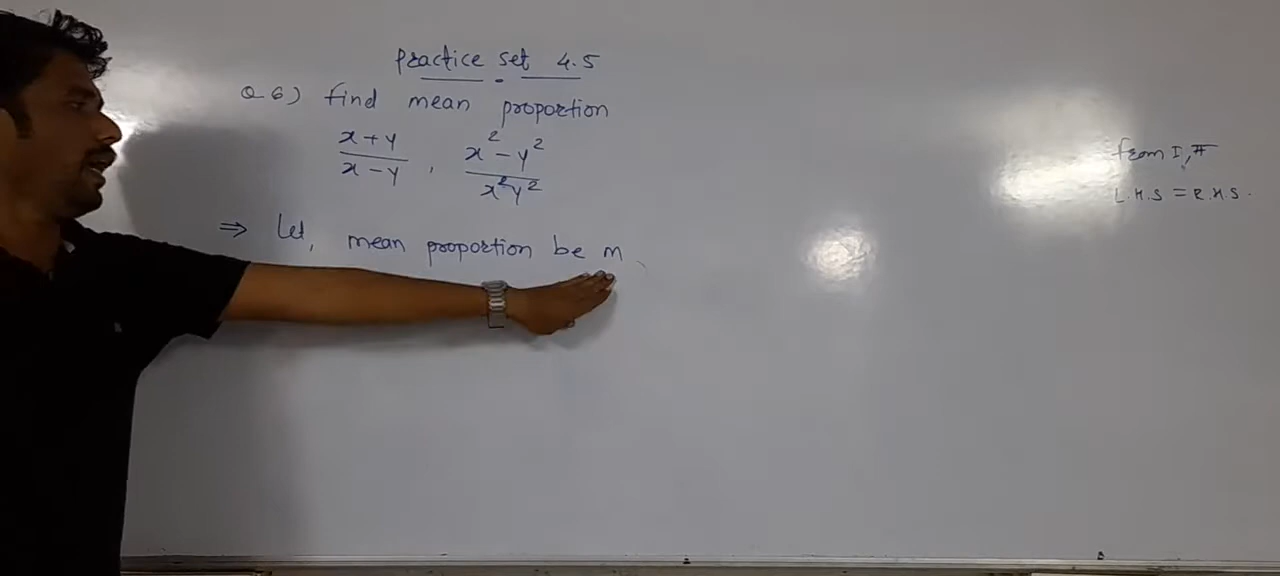 Practice set 4.5
Q 6) find mean proportion
x + y / x - y , x² - y² / x²y²
⇒ Let, mean proportion be m
from I, II
L.H.S = R.H.S.